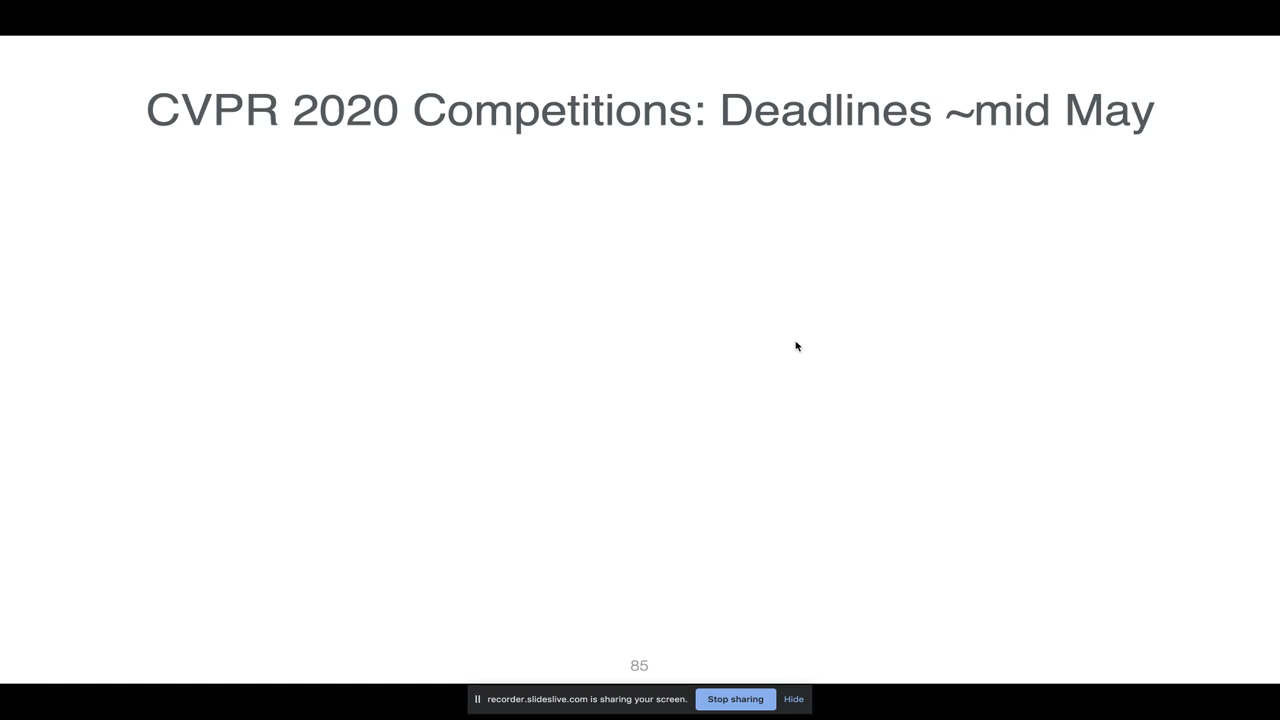 CVPR 2020 Competitions: Deadlines ~mid May
85
recorder.slideslive.com is sharing your screen. Stop sharing Hide